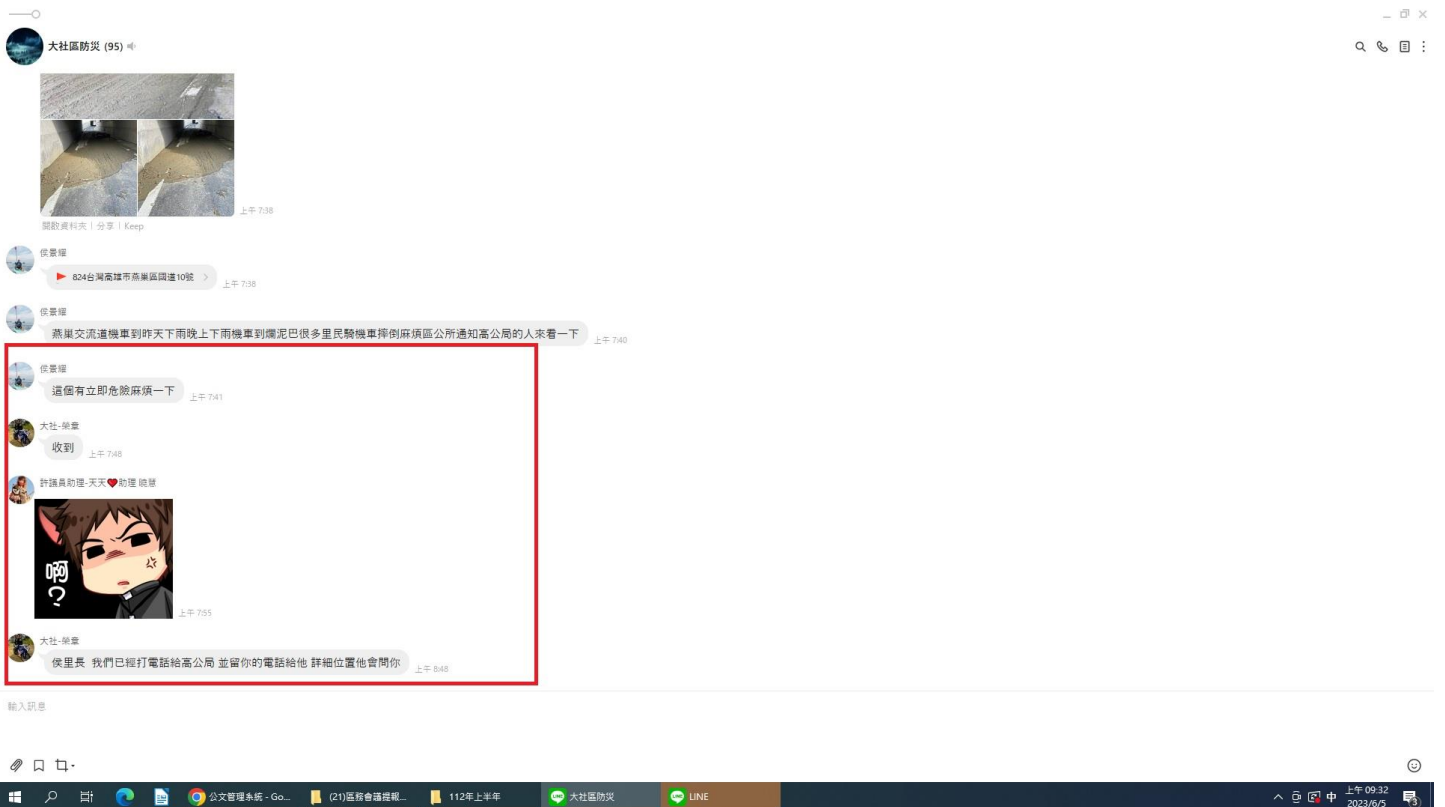 大社區防災 (95)
上午 7:38
開啟資料夾 | 分享 | Keep
侯景耀
824台灣高雄市燕巢區國道10號
上午 7:38
侯景耀
燕巢交流道機車到昨天下雨晚上下雨機車到爛泥巴很多里民騎機車摔倒麻煩區公所通知高公局的人來看一下
上午 7:40
侯景耀
這個有立即危險麻煩一下
上午 7:41
大社-榮章
收到
上午 7:48
許議員助理-天天❤助理 曉慧
啊?
上午 7:55
大社-榮章
侯里長 我們已經打電話給高公局 並留你的電話給他 詳細位置他會問你
上午 8:48
輸入訊息
公文管理系統 - Go...
(21)區務會議提報...
112年上半年
大社區防災
LINE
中
上午 09:32
2023/6/5
3